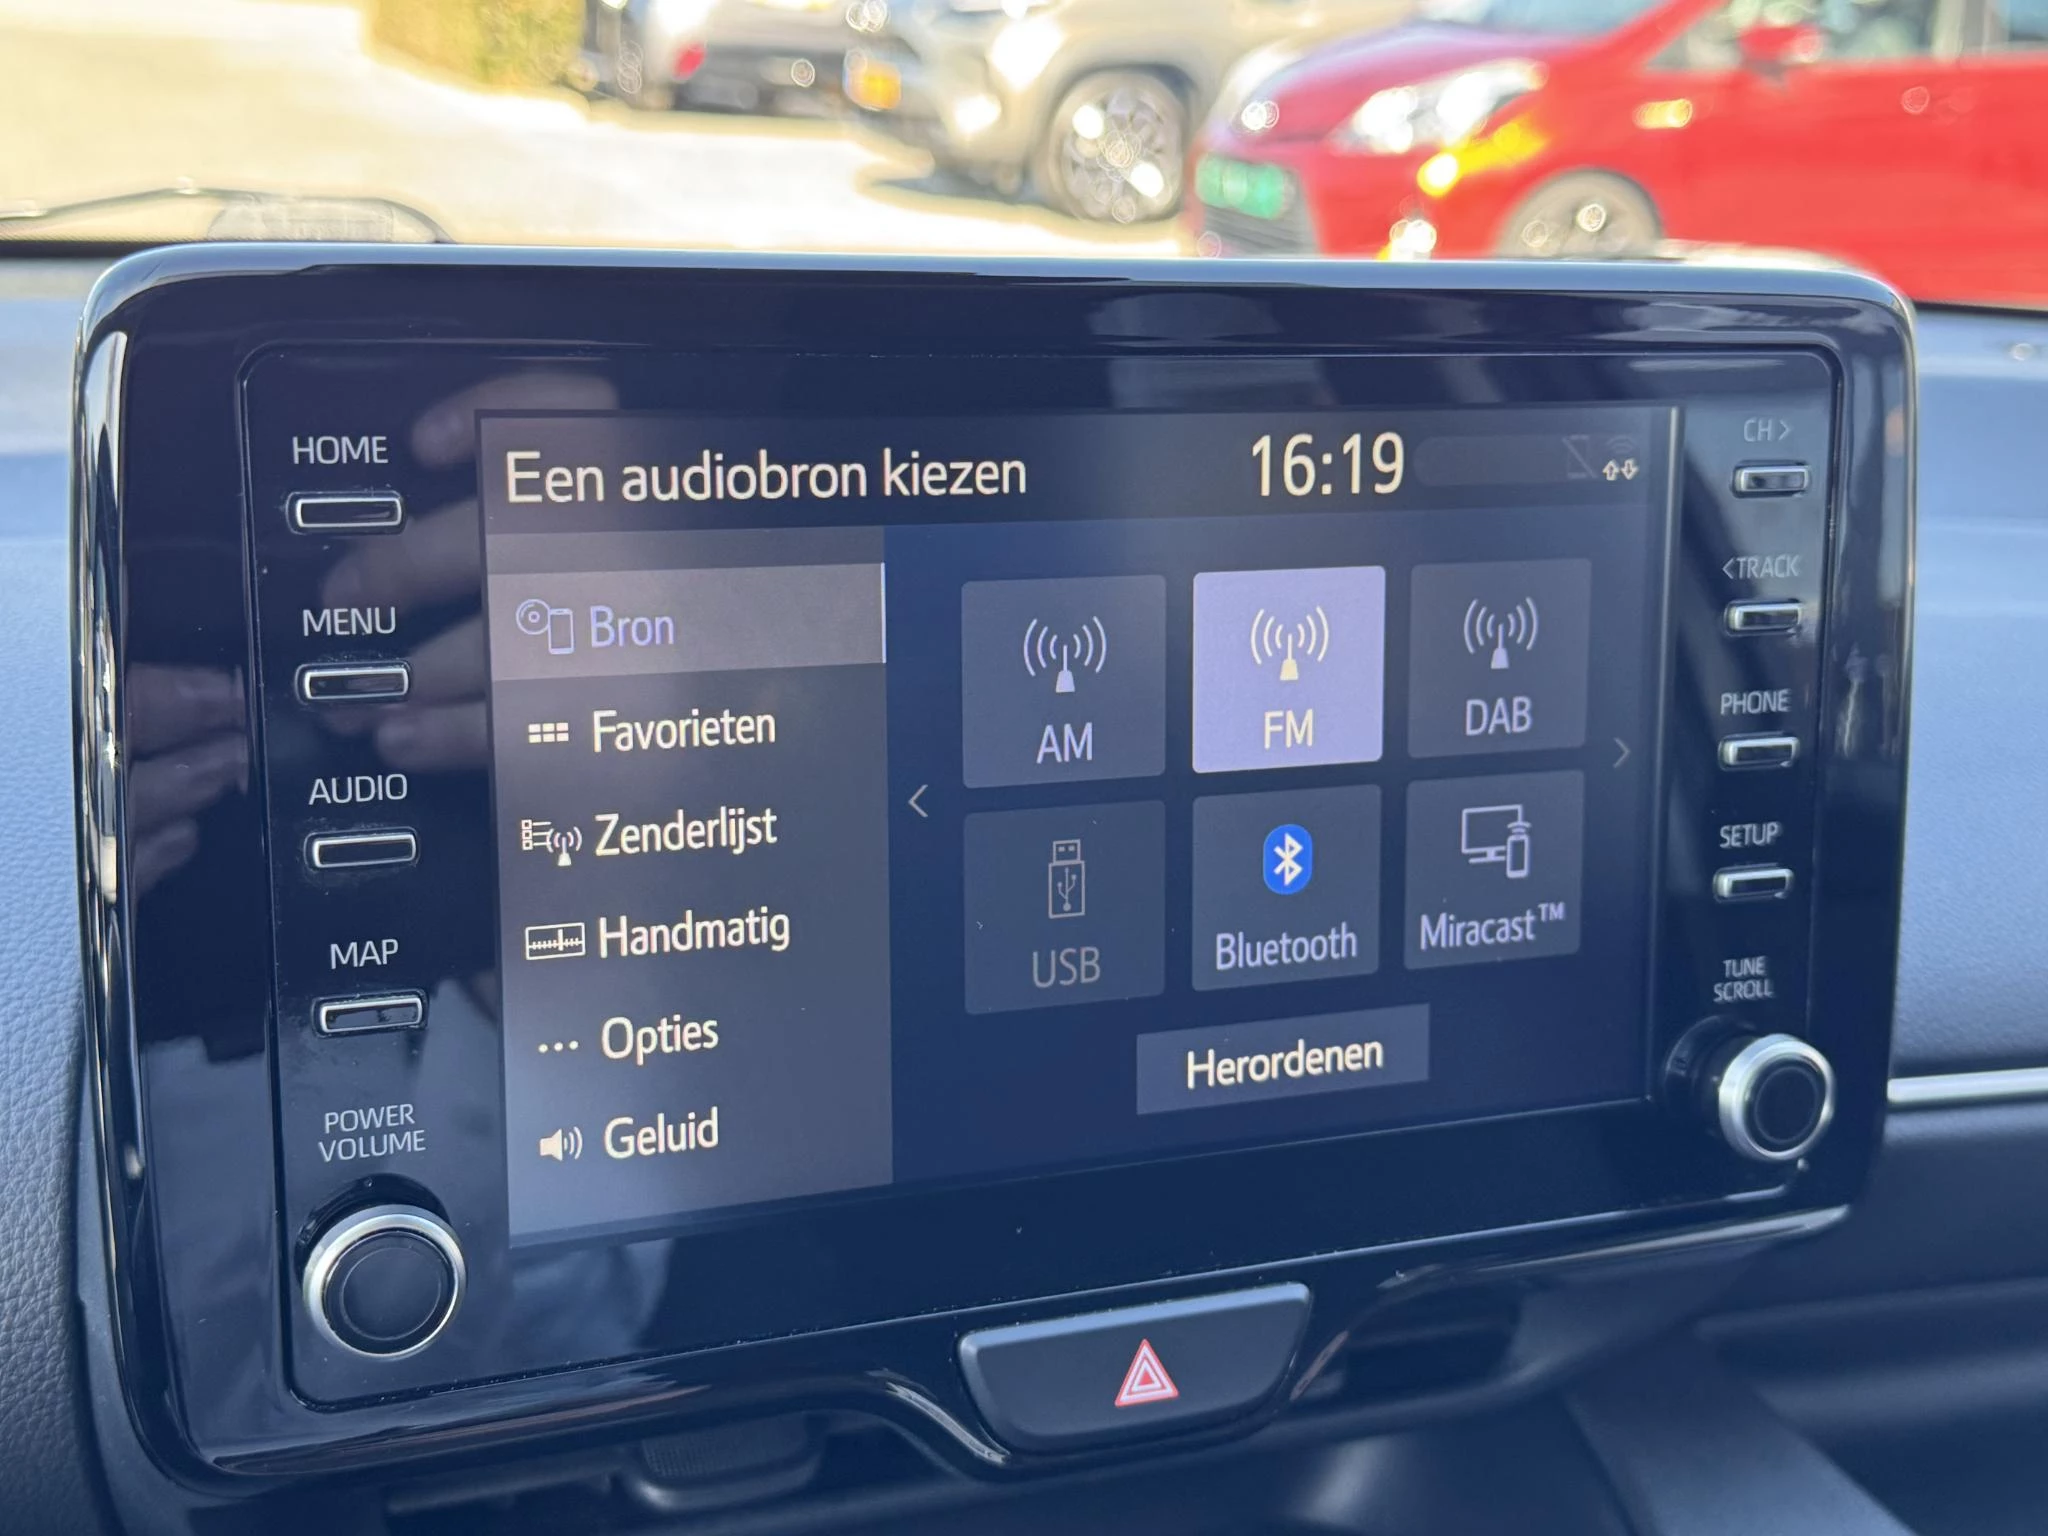 HOME
MENU
AUDIO
MAP
POWER
VOLUME
Een audiobron kiezen
16:19
Bron
Favorieten
Zenderlijst
Handmatig
Opties
Geluid
AM
FM
DAB
USB
Bluetooth
Miracast™
Herordenen
CH>
<TRACK
PHONE
SETUP
TUNE
SCROLL